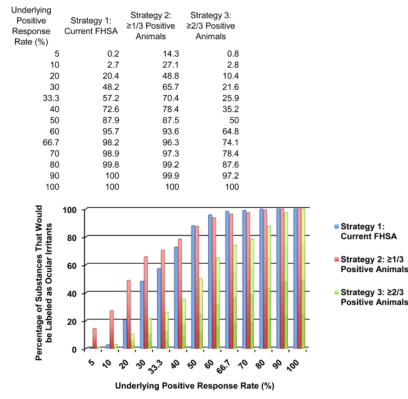 Underlying Positive Response Rate (%)
Strategy 1: Current FHSA
Strategy 2: ≥1/3 Positive Animals
Strategy 3: ≥2/3 Positive Animals
5 0.2 14.3 0.8
10 2.7 27.1 2.8
20 20.4 48.8 10.4
30 48.2 65.7 21.6
33.3 57.2 70.4 25.9
40 72.6 78.4 35.2
50 87.9 87.5 50
60 95.7 93.6 64.8
66.7 98.2 96.3 74.1
70 98.9 97.3 78.4
80 99.8 99.2 87.6
90 100 99.9 97.2
100 100 100 100
Percentage of Substances That Would
be Labeled as Ocular Irritants
100
80
60
40
20
0
5 10 20 30 33.3 40 50 60 66.7 70 80 90 100
Underlying Positive Response Rate (%)
Strategy 1:
Current FHSA
Strategy 2: ≥1/3
Positive Animals
Strategy 3: ≥2/3
Positive Animals